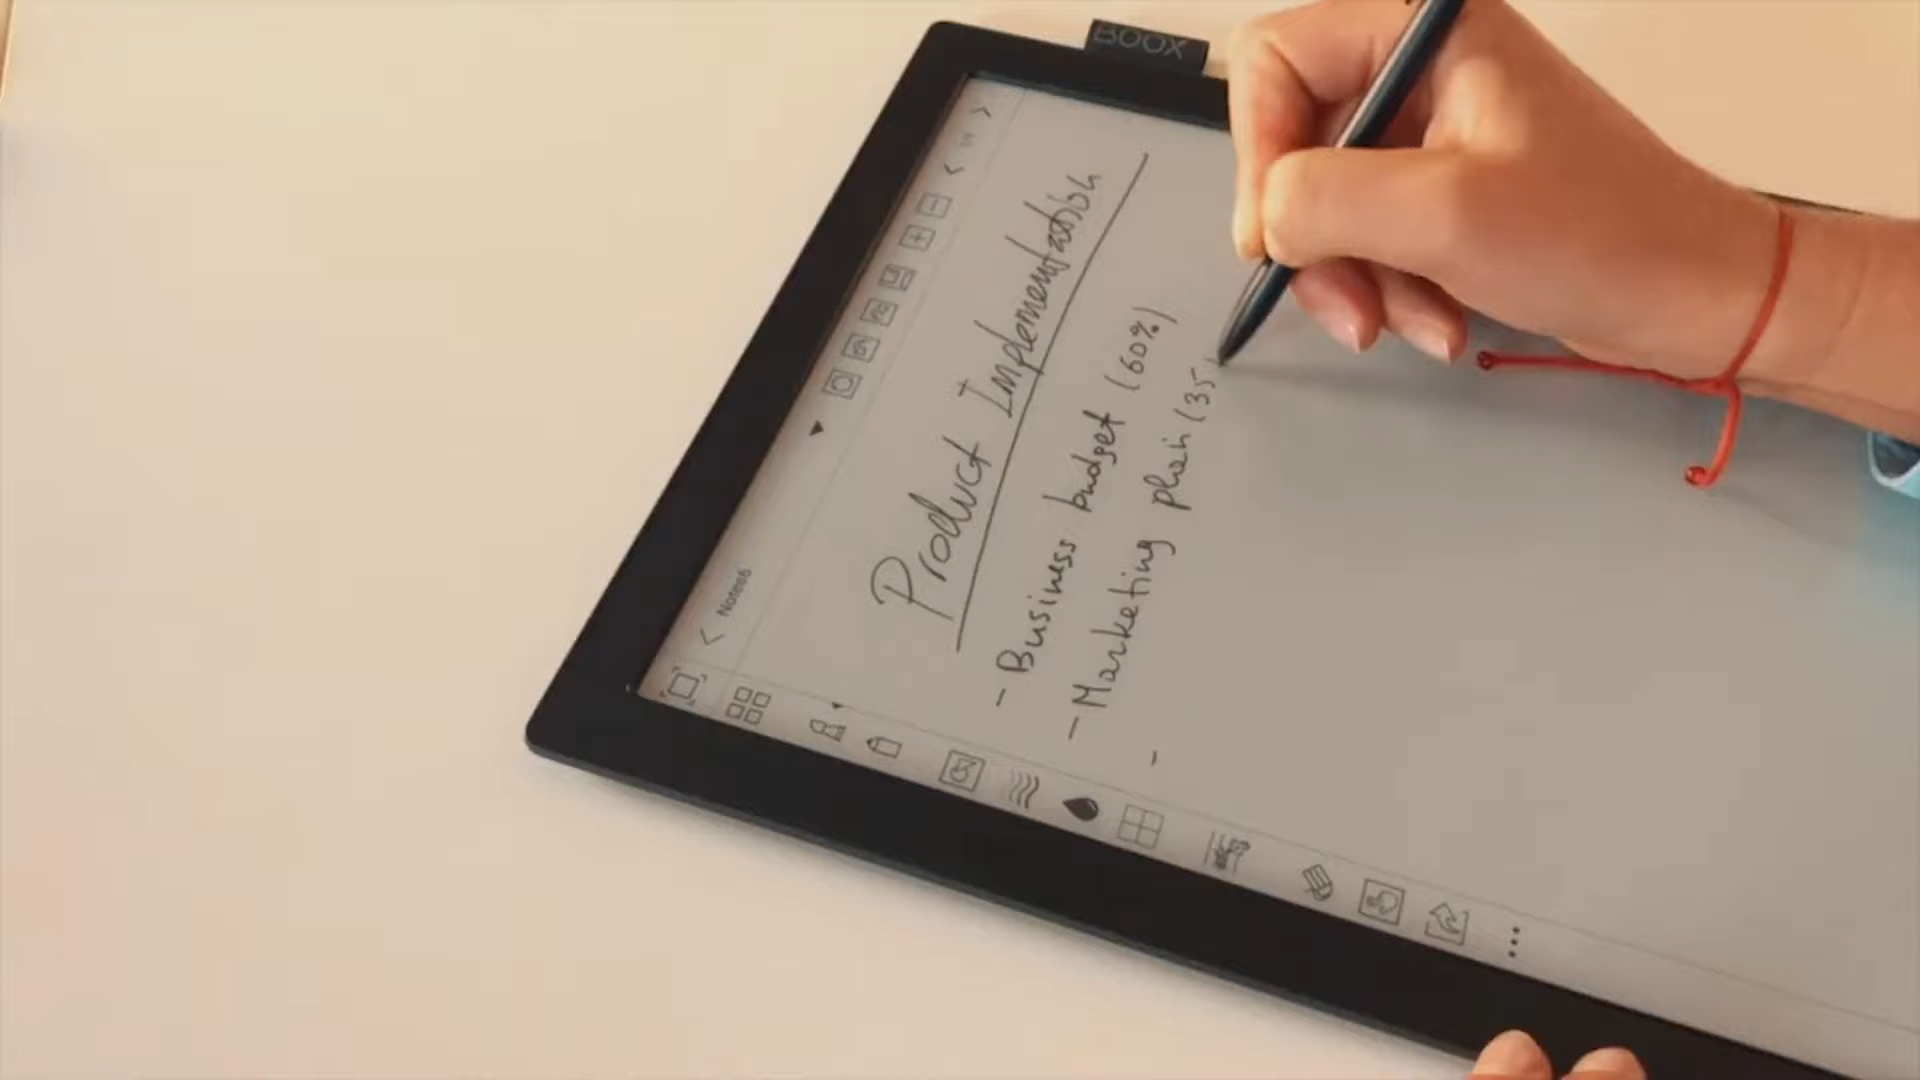 BOOX
< Notes6
Product Implementation
- Business budget (60%)
- Marketing plan (35
-